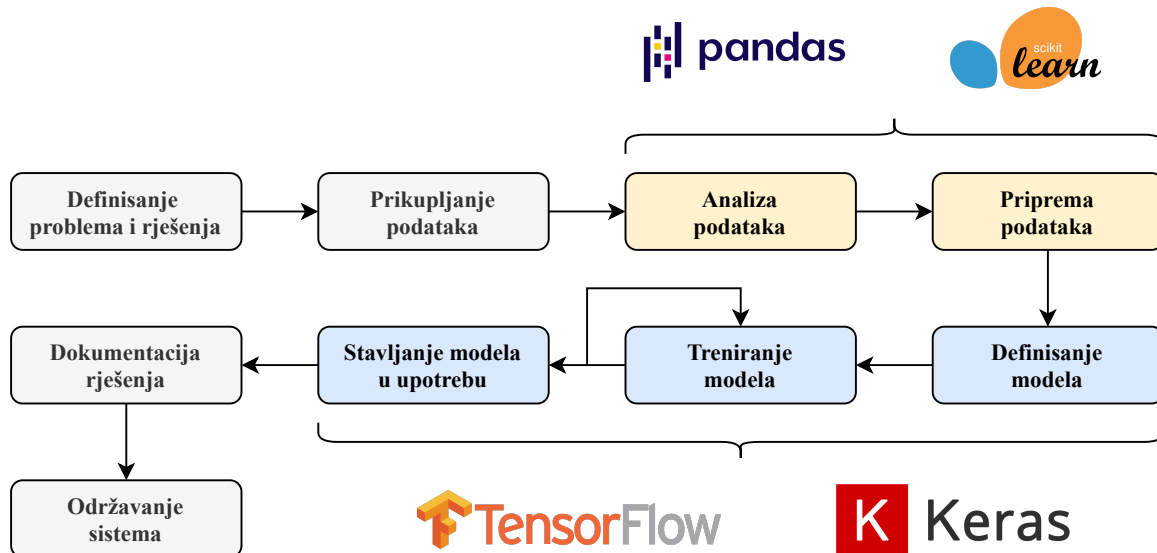 pandas
scikit
learn
Definisanje
problema i rješenja
Prikupljanje
podataka
Analiza
podataka
Priprema
podataka
Dokumentacija
rješenja
Stavljanje modela
u upotrebu
Treniranje
modela
Definisanje
modela
Održavanje
sistema
TensorFlow
K Keras